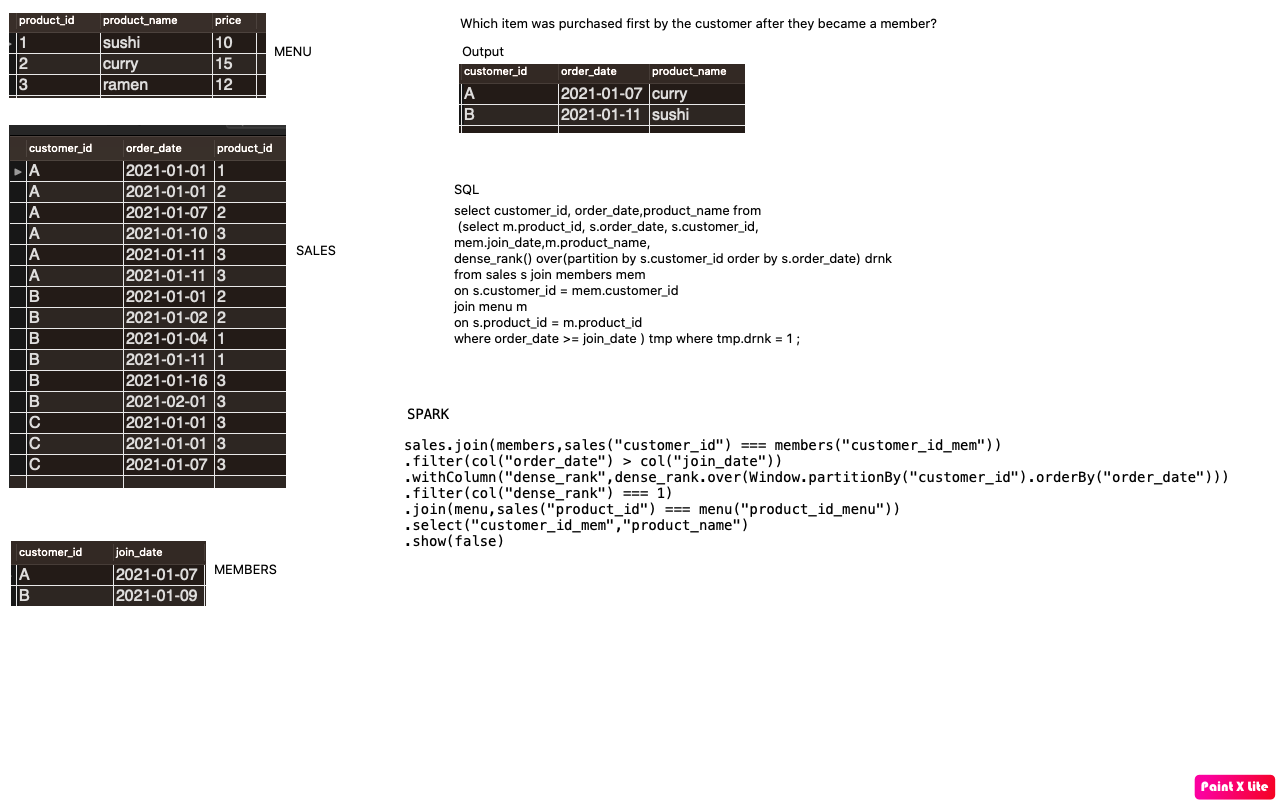 product_id product_name price
1 sushi 10
2 curry 15
3 ramen 12
MENU
customer_id order_date product_id
A 2021-01-01 1
A 2021-01-01 2
A 2021-01-07 2
A 2021-01-10 3
A 2021-01-11 3
A 2021-01-11 3
B 2021-01-01 2
B 2021-01-02 2
B 2021-01-04 1
B 2021-01-11 1
B 2021-01-16 3
B 2021-02-01 3
C 2021-01-01 3
C 2021-01-01 3
C 2021-01-07 3
SALES
customer_id join_date
A 2021-01-07
B 2021-01-09
MEMBERS
Which item was purchased first by the customer after they became a member?
Output
customer_id order_date product_name
A 2021-01-07 curry
B 2021-01-11 sushi
SQL
select customer_id, order_date,product_name from
(select m.product_id, s.order_date, s.customer_id,
mem.join_date,m.product_name,
dense_rank() over(partition by s.customer_id order by s.order_date) drnk
from sales s join members mem
on s.customer_id = mem.customer_id
join menu m
on s.product_id = m.product_id
where order_date >= join_date ) tmp where tmp.drnk = 1 ;
SPARK
sales.join(members,sales("customer_id") === members("customer_id_mem"))
.filter(col("order_date") > col("join_date"))
.withColumn("dense_rank",dense_rank.over(Window.partitionBy("customer_id").orderBy("order_date")))
.filter(col("dense_rank") === 1)
.join(menu,sales("product_id") === menu("product_id_menu"))
.select("customer_id_mem","product_name")
.show(false)
Paint X Lite